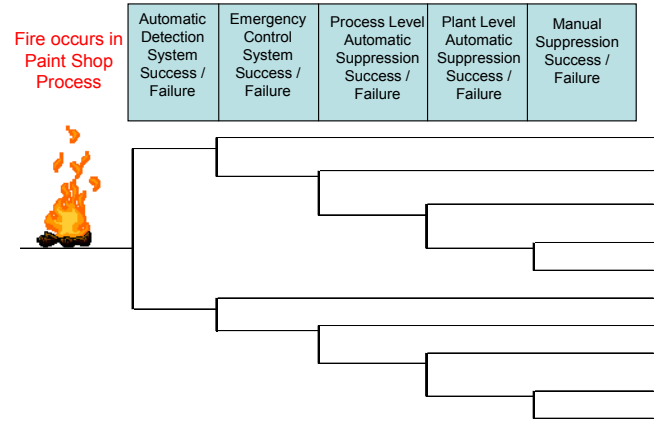 Fire occurs in
Paint Shop
Process
Automatic
Detection
System
Success /
Failure
Emergency
Control
System
Success /
Failure
Process Level
Automatic
Suppression
Success /
Failure
Plant Level
Automatic
Suppression
Success /
Failure
Manual
Suppression
Success /
Failure